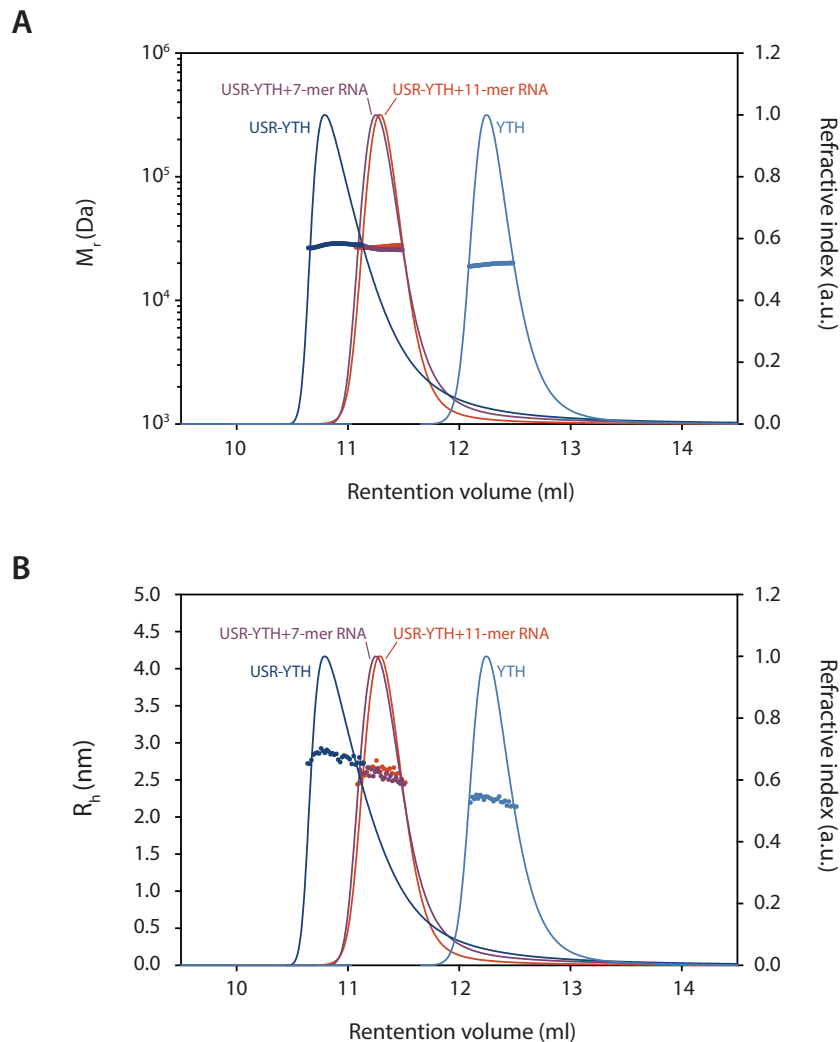 A
10⁶
10⁵
10⁴
10³
M_r (Da)
1.2
1.0
0.8
0.6
0.4
0.2
0.0
Refractive index (a.u.)
USR-YTH+7-mer RNA
USR-YTH+11-mer RNA
USR-YTH
YTH
10
11
12
13
14
Rentention volume (ml)
B
5.0
4.5
4.0
3.5
3.0
2.5
2.0
1.5
1.0
0.5
0.0
R_h (nm)
1.2
1.0
0.8
0.6
0.4
0.2
0.0
Refractive index (a.u.)
USR-YTH+7-mer RNA
USR-YTH+11-mer RNA
USR-YTH
YTH
10
11
12
13
14
Rentention volume (ml)